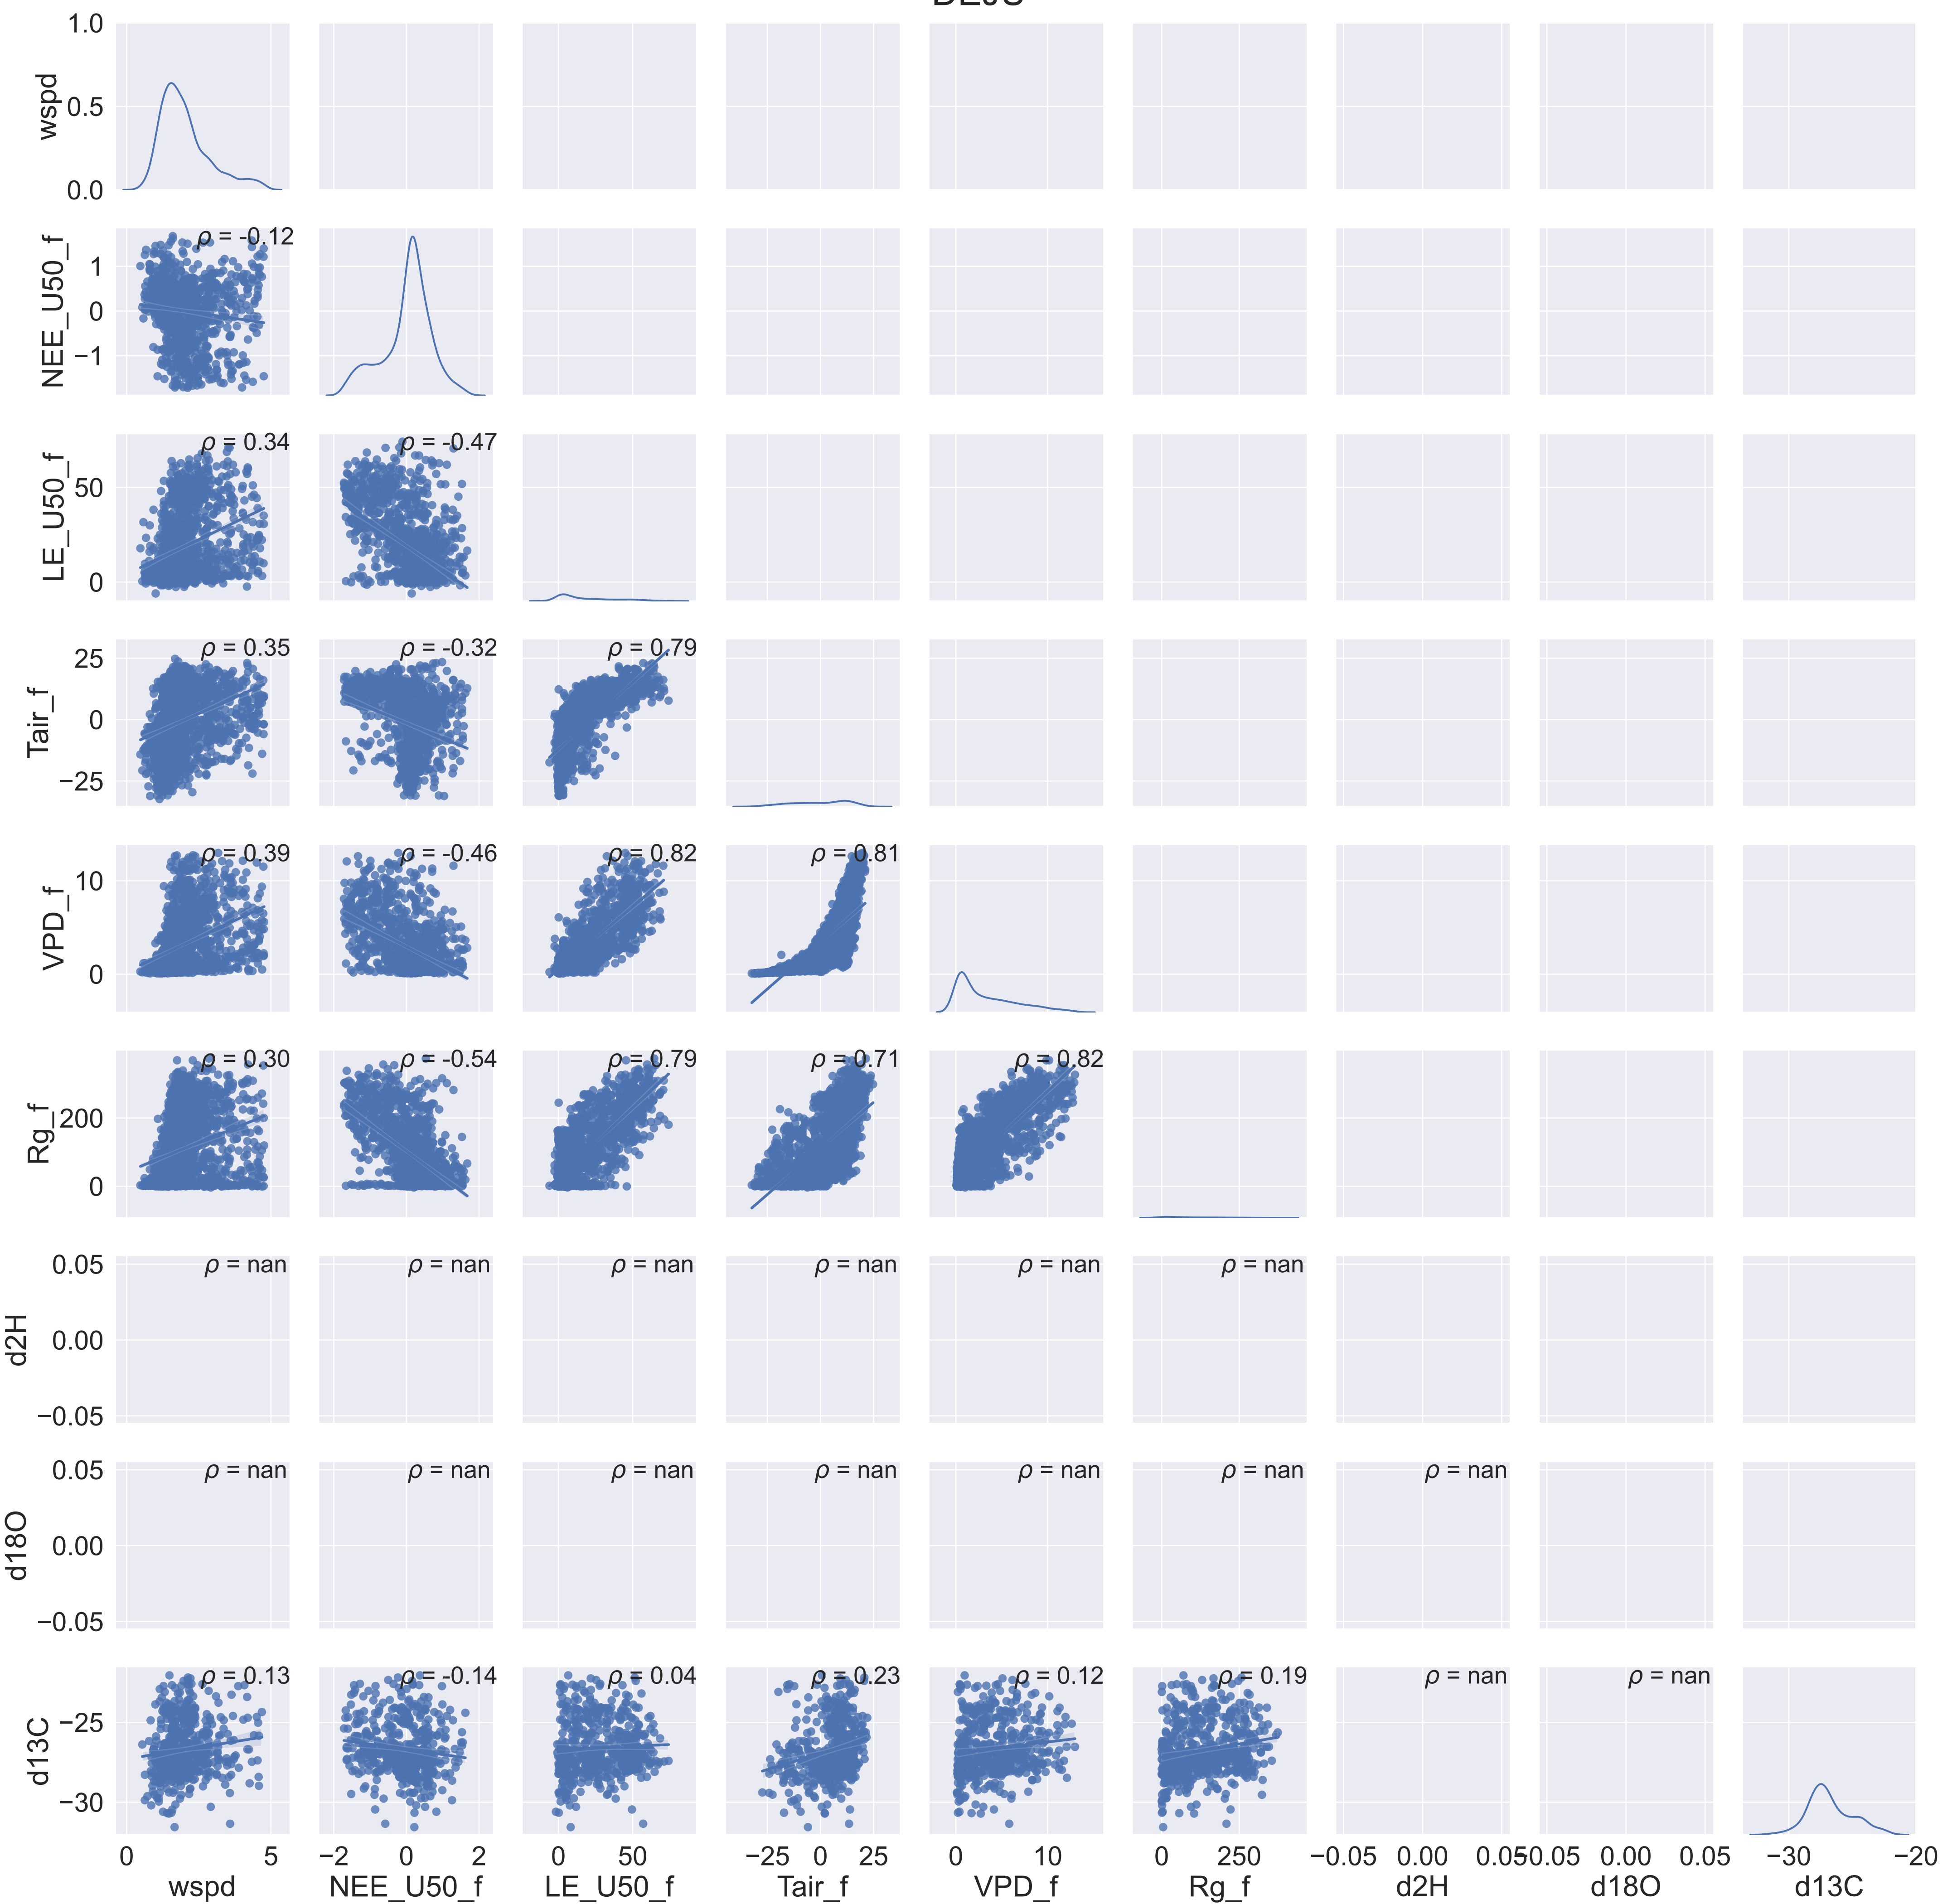 1.0
wspd
0.5
0.0
ρ = -0.12
NEE_U50_f
1
0
−1
ρ = 0.34 ρ = -0.47
LE_U50_f
50
0
ρ = 0.35 ρ = -0.32 ρ = 0.79
Tair_f
25
0
−25
ρ = 0.39 ρ = -0.46 ρ = 0.82 ρ = 0.81
VPD_f
10
0
ρ = 0.30 ρ = -0.54 ρ = 0.79 ρ = 0.71 ρ = 0.82
Rg_f
200
0
0.05 ρ = nan ρ = nan ρ = nan ρ = nan ρ = nan ρ = nan
d2H
0.00
−0.05
0.05 ρ = nan ρ = nan ρ = nan ρ = nan ρ = nan ρ = nan ρ = nan
d18O
0.00
−0.05
ρ = 0.13 ρ = -0.14 ρ = 0.04 ρ = 0.23 ρ = 0.12 ρ = 0.19 ρ = nan ρ = nan
d13C
−25
−30
0 5 −2 0 2 0 50 −25 0 25 0 10 0 250 −0.05 0.00 0.05 −0.05 0.00 0.05 −30 −20
wspd NEE_U50_f LE_U50_f Tair_f VPD_f Rg_f d2H d18O d13C